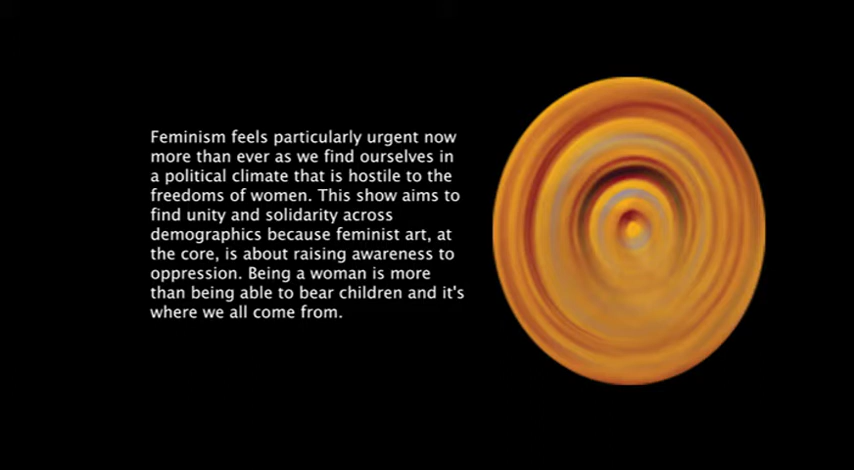 Feminism feels particularly urgent now
more than ever as we find ourselves in
a political climate that is hostile to the
freedoms of women. This show aims to
find unity and solidarity across
demographics because feminist art, at
the core, is about raising awareness to
oppression. Being a woman is more
than being able to bear children and it's
where we all come from.